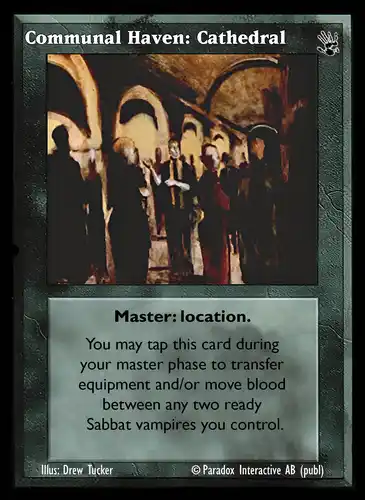 Communal Haven: Cathedral
Master: location.
You may tap this card during
your master phase to transfer
equipment and/or move blood
between any two ready
Sabbat vampires you control.
Illus: Drew Tucker © Paradox Interactive AB (publ)